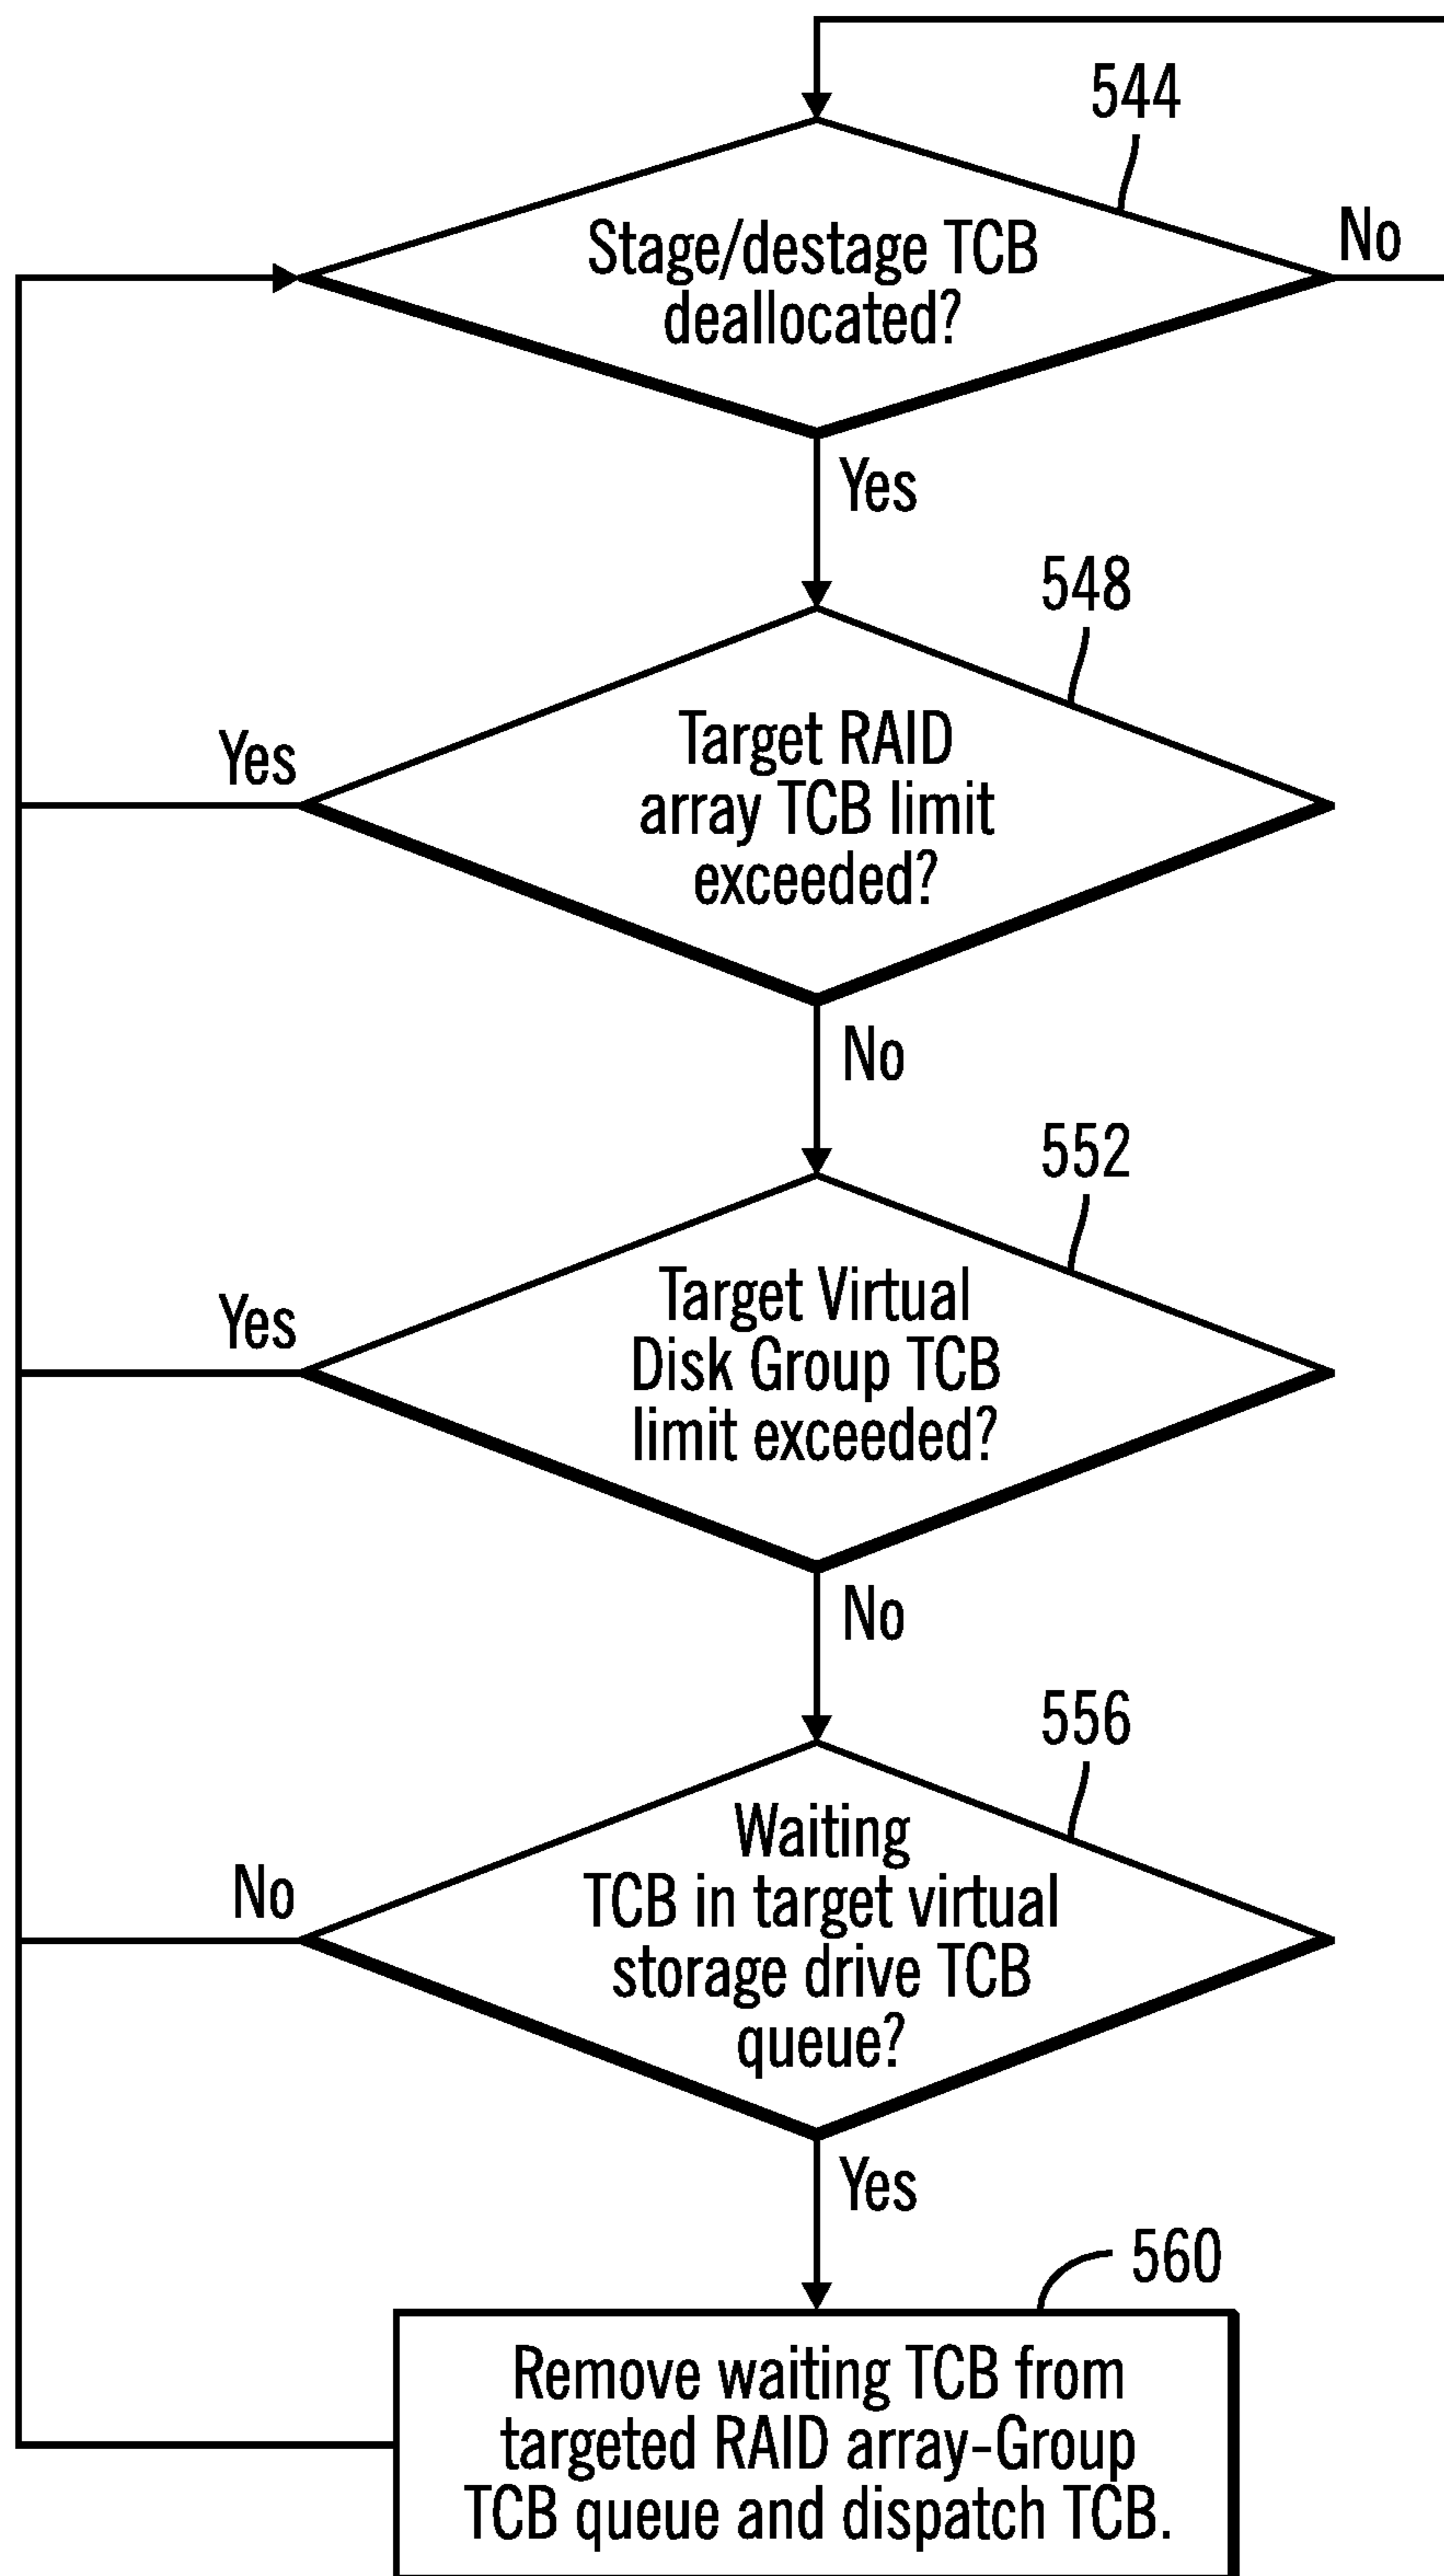 544
Stage/destage TCB
deallocated?
No
Yes
548
Target RAID
array TCB limit
exceeded?
Yes
No
552
Target Virtual
Disk Group TCB
limit exceeded?
Yes
No
556
Waiting
TCB in target virtual
storage drive TCB
queue?
No
Yes
560
Remove waiting TCB from
targeted RAID array-Group
TCB queue and dispatch TCB.